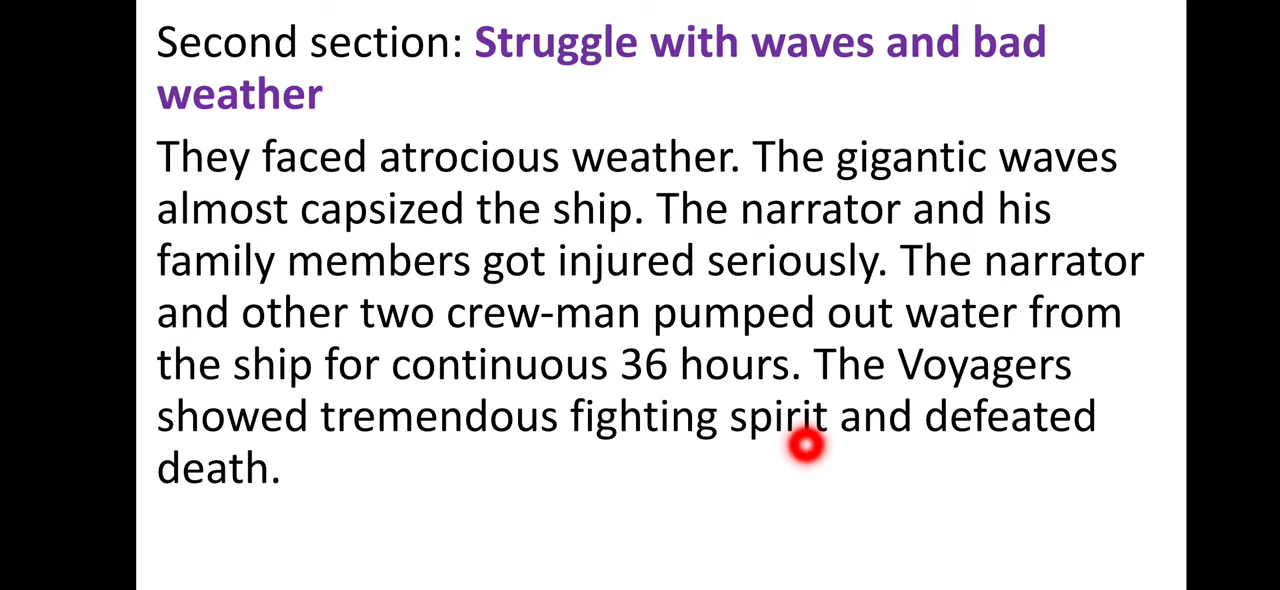 Second section: Struggle with waves and bad
weather
They faced atrocious weather. The gigantic waves
almost capsized the ship. The narrator and his
family members got injured seriously. The narrator
and other two crew-man pumped out water from
the ship for continuous 36 hours. The Voyagers
showed tremendous fighting spirit and defeated
death.